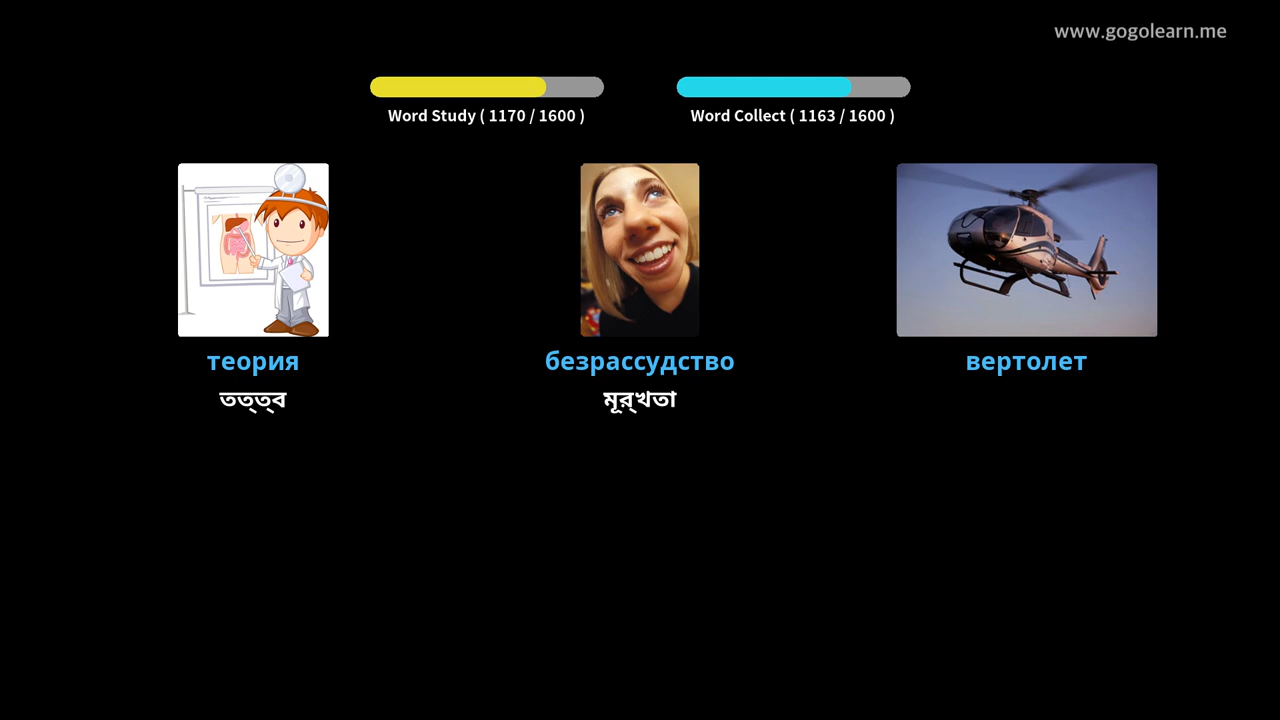 www.gogolearn.me
Word Study ( 1170 / 1600 )
Word Collect ( 1163 / 1600 )
теория
безрассудство
вертолет
তত্ত্ব
মূর্খতা